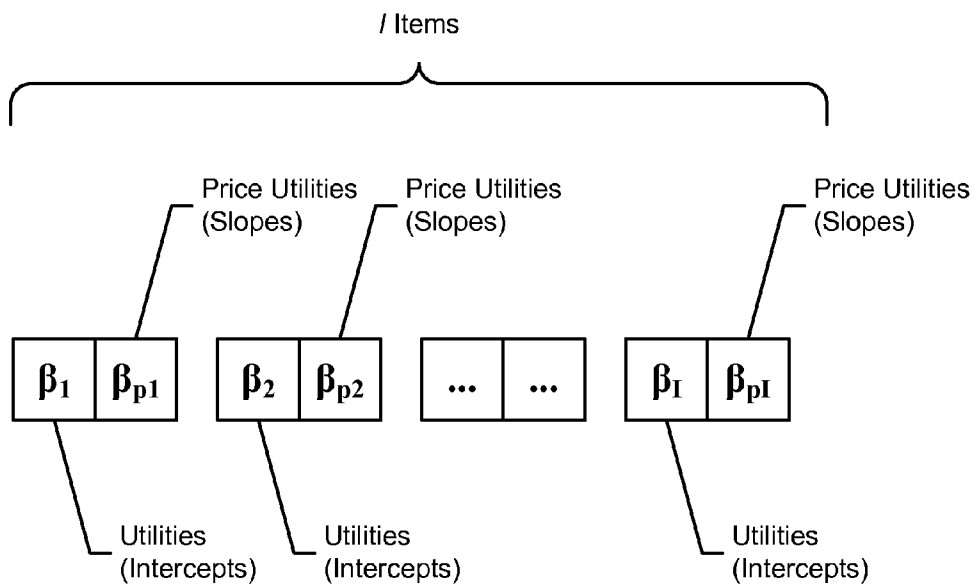 I Items
Price Utilities
(Slopes)
Price Utilities
(Slopes)
Price Utilities
(Slopes)
β1 βp1 β2 βp2 ... ... βI βpI
Utilities
(Intercepts)
Utilities
(Intercepts)
Utilities
(Intercepts)